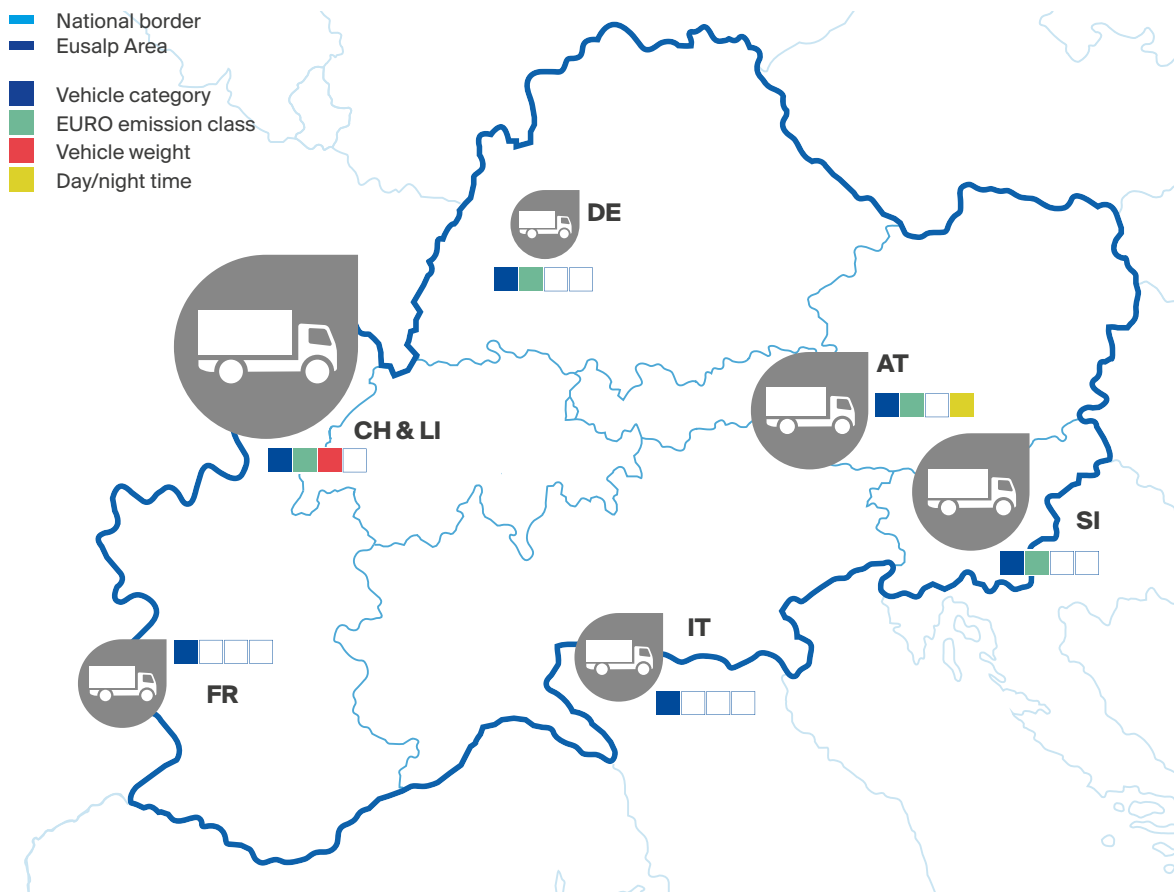 National border
Eusalp Area
Vehicle category
EURO emission class
Vehicle weight
Day/night time
DE
AT
CH & LI
SI
IT
FR